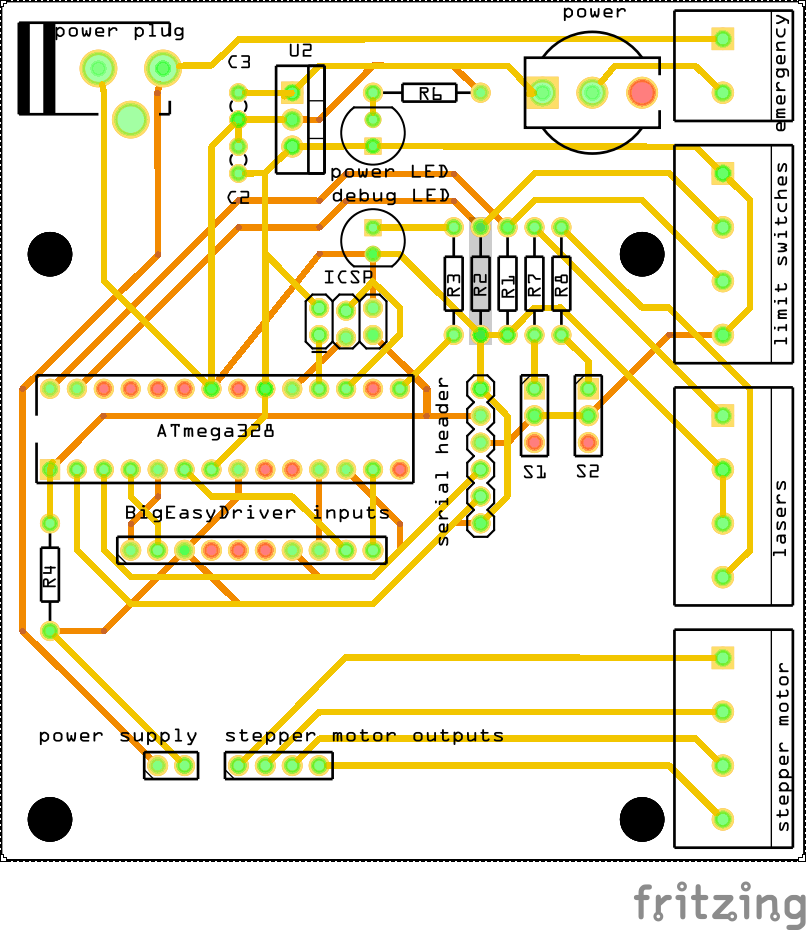 power
power plug
emergency
U2
C3
R6
power LED
debug LED
C2
limit switches
ICSP
R3
R2
R1
R7
R8
serial header
ATmega328
S1
S2
BigEasyDriver inputs
lasers
R4
power supply
stepper motor outputs
stepper motor
fritzing